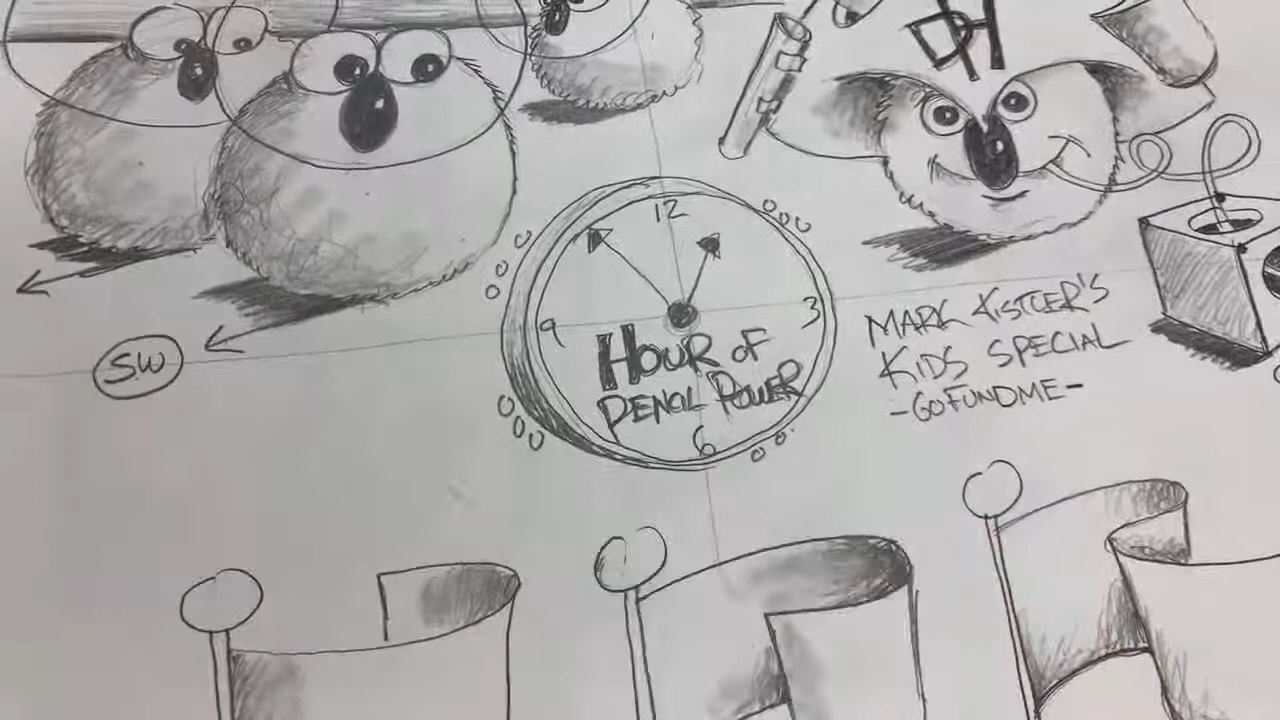 DH
12
9
3
HOUR OF
PENCIL POWER
6
SW
MARK KISTLER'S
KIDS SPECIAL
-GOFUNDME-